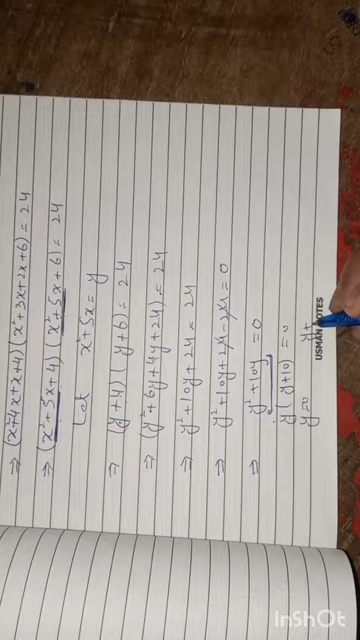 ⇒ (x²+4x+x+4) (x²+3x+2x+6) = 24
⇒ (x²+5x+4) (x²+5x+6) = 24
Let x²+5x = y
⇒ (y+4) (y+6) = 24
⇒ (y²+6y+4y+24) = 24
⇒ y²+10y+24 = 24
⇒ y²+10y+24-24 = 0
⇒ y²+10y = 0
y (y+10) = 0
y=0 y+
USMAN NOTES
InShOt